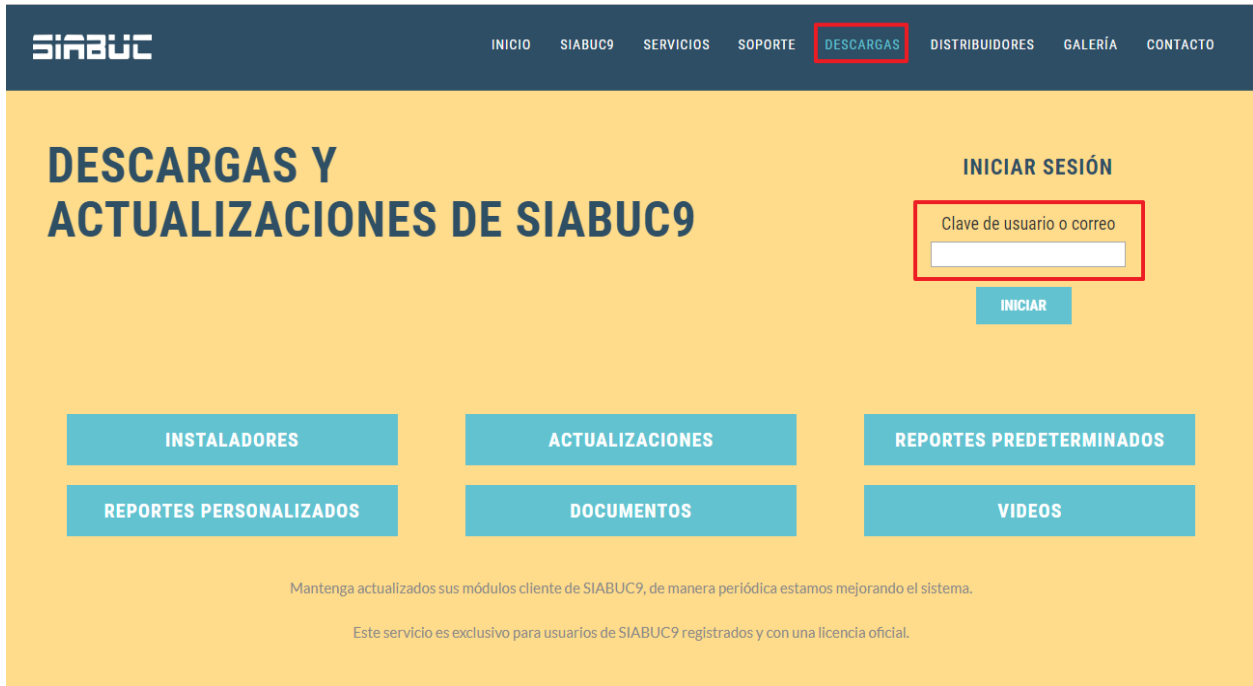 SIABUC
INICIO SIABUC9 SERVICIOS SOPORTE DESCARGAS DISTRIBUIDORES GALERÍA CONTACTO
DESCARGAS Y
ACTUALIZACIONES DE SIABUC9
INICIAR SESIÓN
Clave de usuario o correo
INICIAR
INSTALADORES
ACTUALIZACIONES
REPORTES PREDETERMINADOS
REPORTES PERSONALIZADOS
DOCUMENTOS
VIDEOS
Mantenga actualizados sus módulos cliente de SIABUC9, de manera periódica estamos mejorando el sistema.
Este servicio es exclusivo para usuarios de SIABUC9 registrados y con una licencia oficial.